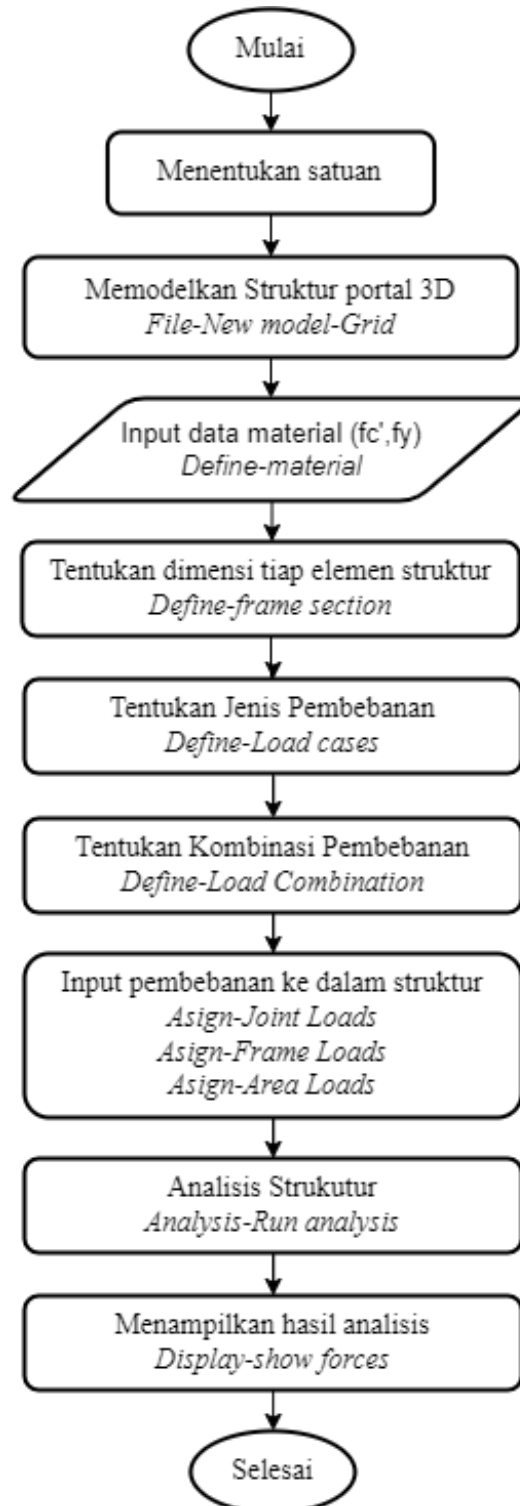 Mulai
Menentukan satuan
Memodelkan Struktur portal 3D
File-New model-Grid
Input data material (fc',fy)
Define-material
Tentukan dimensi tiap elemen struktur
Define-frame section
Tentukan Jenis Pembebanan
Define-Load cases
Tentukan Kombinasi Pembebanan
Define-Load Combination
Input pembebanan ke dalam struktur
Asign-Joint Loads
Asign-Frame Loads
Asign-Area Loads
Analisis Strukutur
Analysis-Run analysis
Menampilkan hasil analisis
Display-show forces
Selesai